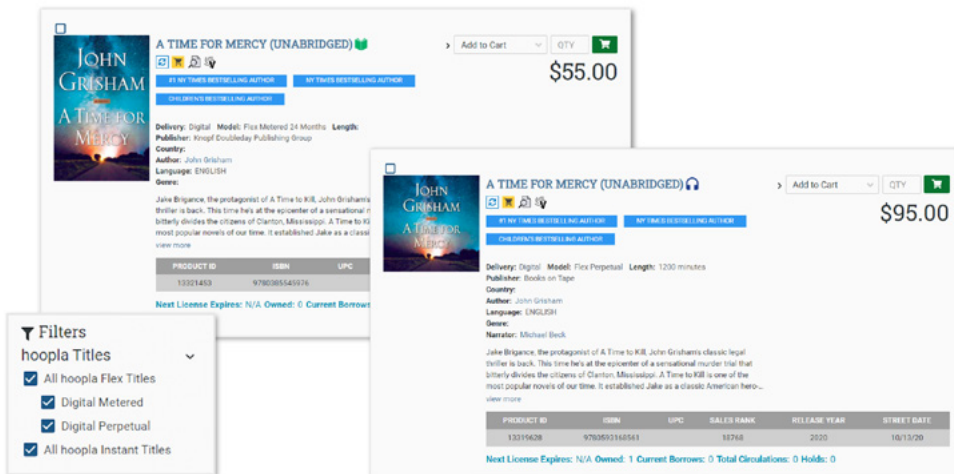 A TIME FOR MERCY (UNABRIDGED)
Add to Cart
QTY
$55.00
#1 NY TIMES BESTSELLING AUTHOR
NY TIMES BESTSELLING AUTHOR
CHILDREN'S BESTSELLING AUTHOR
JOHN
GRISHAM
A TIME FOR
MERCY
Delivery: Digital Model: Flex Metered 24 Months Length:
Publisher: Knopf Doubleday Publishing Group
Country:
Author: John Grisham
Language: ENGLISH
Genre:
Jake Brigance, the protagonist of A Time to Kill, John Grisham's
thriller is back. This time he's at the epicenter of a sensational
bitterly divides the citizens of Clanton, Mississippi. A Time to
most popular novels of our time. It established Jake as a classic
view more
PRODUCT ID ISBN UPC
13321453 9780385545976
Next License Expires: N/A Owned: 0 Current Borrows
A TIME FOR MERCY (UNABRIDGED)
Add to Cart
QTY
$95.00
#1 NY TIMES BESTSELLING AUTHOR
NY TIMES BESTSELLING AUTHOR
CHILDREN'S BESTSELLING AUTHOR
JOHN
GRISHAM
A TIME FOR
MERCY
Delivery: Digital Model: Flex Perpetual Length: 1200 minutes
Publisher: Books on Tape
Country:
Author: John Grisham
Language: ENGLISH
Genre:
Narrator: Michael Beck
Jake Brigance, the protagonist of A Time to Kill, John Grisham's classic legal
thriller is back. This time he's at the epicenter of a sensational murder trial that
bitterly divides the citizens of Clanton, Mississippi. A Time to Kill is one of the
most popular novels of our time. It established Jake as a classic American hero-...
view more
PRODUCT ID ISBN UPC SALES RANK RELEASE YEAR STREET DATE
13319628 9780593168561 18768 2020 10/13/20
Next License Expires: N/A Owned: 1 Current Borrows: 0 Total Circulations: 0 Holds: 0
Filters
hoopla Titles
All hoopla Flex Titles
Digital Metered
Digital Perpetual
All hoopla Instant Titles